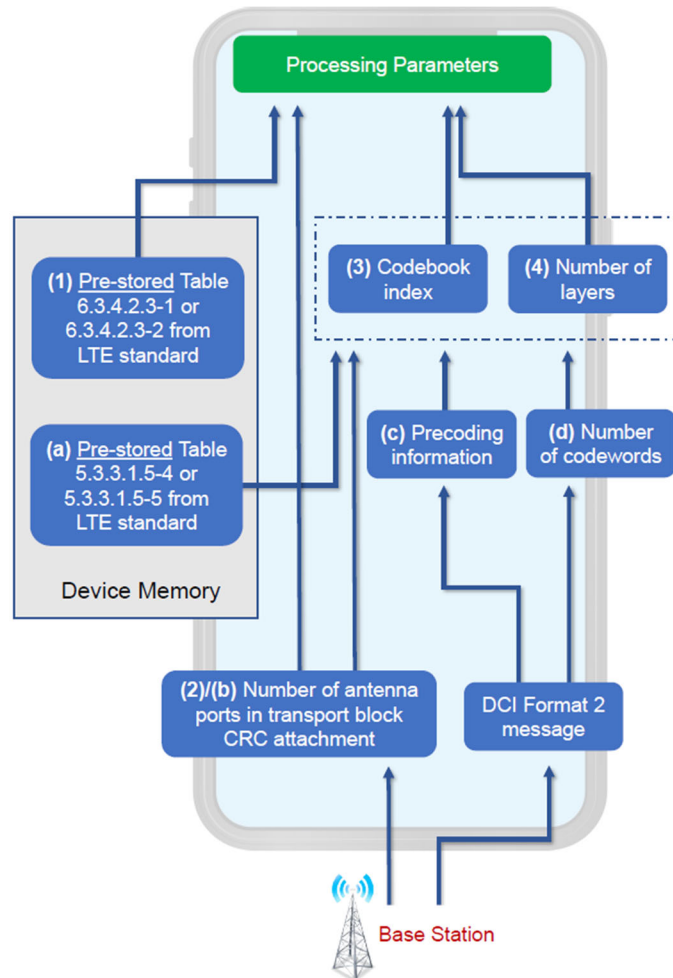 Processing Parameters
(1) Pre-stored Table
6.3.4.2.3-1 or
6.3.4.2.3-2 from
LTE standard
(3) Codebook
index
(4) Number of
layers
(a) Pre-stored Table
5.3.3.1.5-4 or
5.3.3.1.5-5 from
LTE standard
(c) Precoding
information
(d) Number
of codewords
Device Memory
(2)/(b) Number of antenna
ports in transport block
CRC attachment
DCI Format 2
message
Base Station